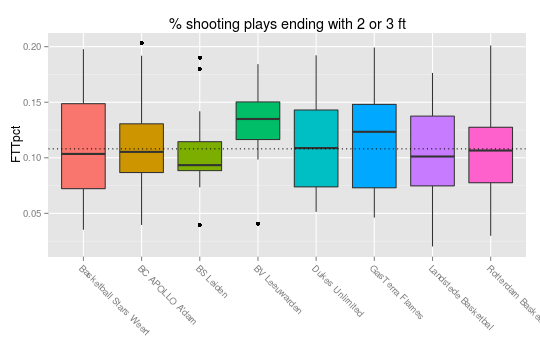 % shooting plays ending with 2 or 3 ft
FTTpct
0.20
0.15
0.10
0.05
Basketball Stars Weert
BC APOLLO A'dam
BS Leiden
BV Leeuwarden
Dukes Unlimited
GasTerra Flames
Landstede Basketbal
Rotterdam Baske